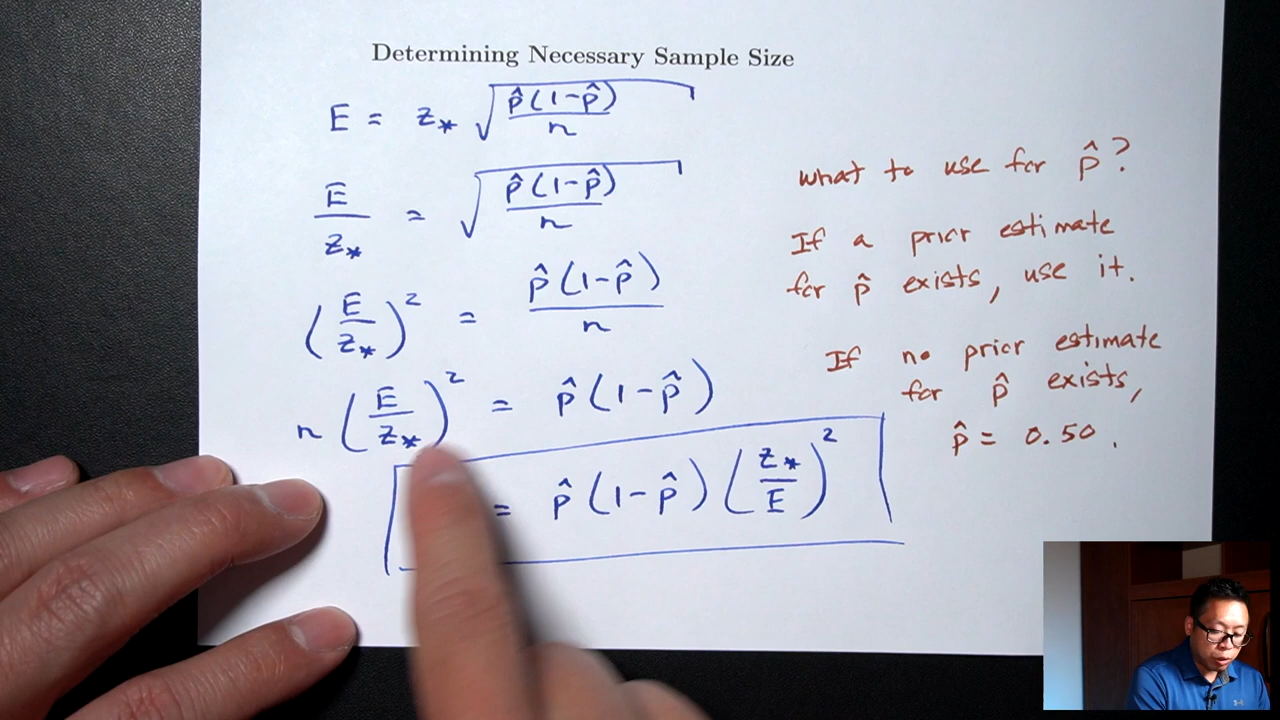 Determining Necessary Sample Size
E = z* √(p̂(1-p̂)/n)
E/z* = √(p̂(1-p̂)/n)
(E/z*)² = p̂(1-p̂)/n
n(E/z*)² = p̂(1-p̂)
= p̂(1-p̂)(z*/E)²
what to use for p̂?
If a prior estimate
for p̂ exists, use it.
If no prior estimate
for p̂ exists,
p̂ = 0.50.